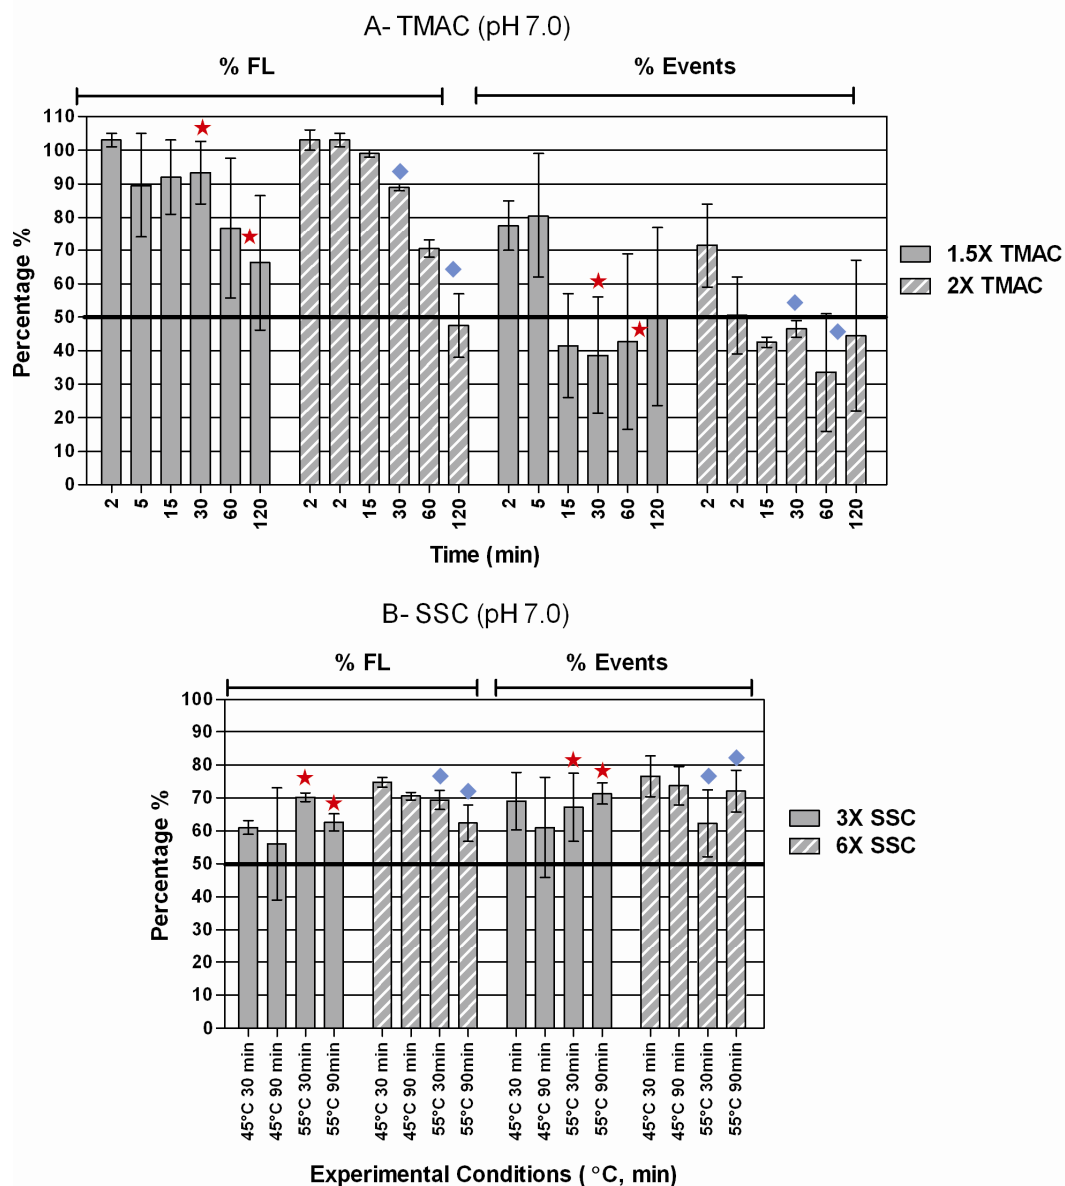 A- TMAC (pH 7.0)
% FL
% Events
110
100
90
80
70
60
50
40
30
20
10
0
Percentage %
2 5 15 30 60 120 2 2 15 30 60 120 2 5 15 30 60 120 2 2 15 30 60 120
Time (min)
1.5X TMAC
2X TMAC
B- SSC (pH 7.0)
% FL
% Events
100
90
80
70
60
50
40
30
20
10
0
Percentage %
45°C 30 min
45°C 90 min
55°C 30min
55°C 90min
45°C 30 min
45°C 90 min
55°C 30min
55°C 90min
45°C 30 min
45°C 90 min
55°C 30min
55°C 90min
45°C 30 min
45°C 90 min
55°C 30min
55°C 90min
Experimental Conditions ( °C, min)
3X SSC
6X SSC